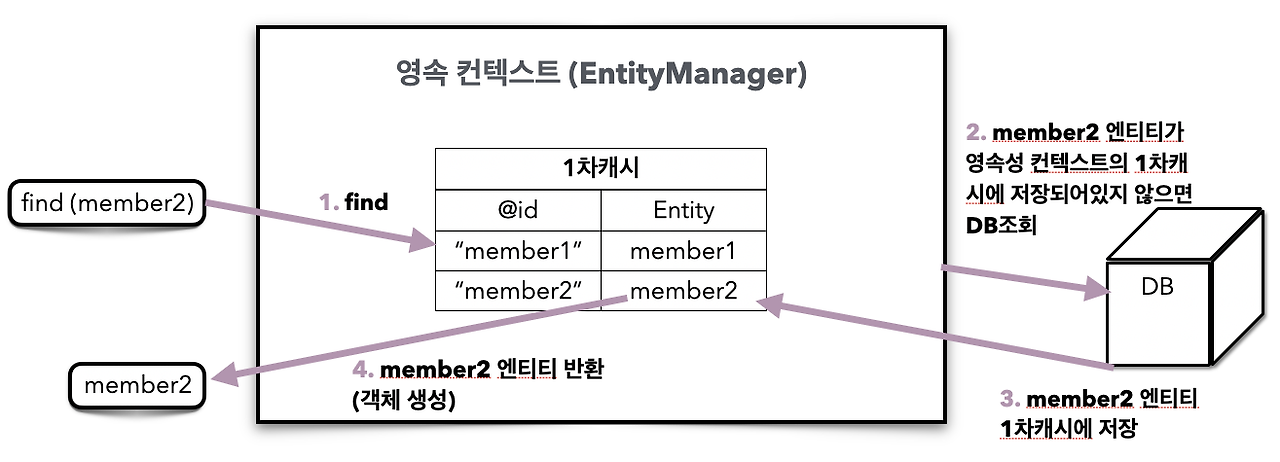 영속 컨텍스트 (EntityManager)
find (member2)
1. find
1차캐시
@id Entity
“member1” member1
“member2” member2
2. member2 엔티티가
영속성 컨텍스트의 1차캐
시에 저장되어있지 않으면
DB조회
DB
3. member2 엔티티
1차캐시에 저장
4. member2 엔티티 반환
(객체 생성)
member2